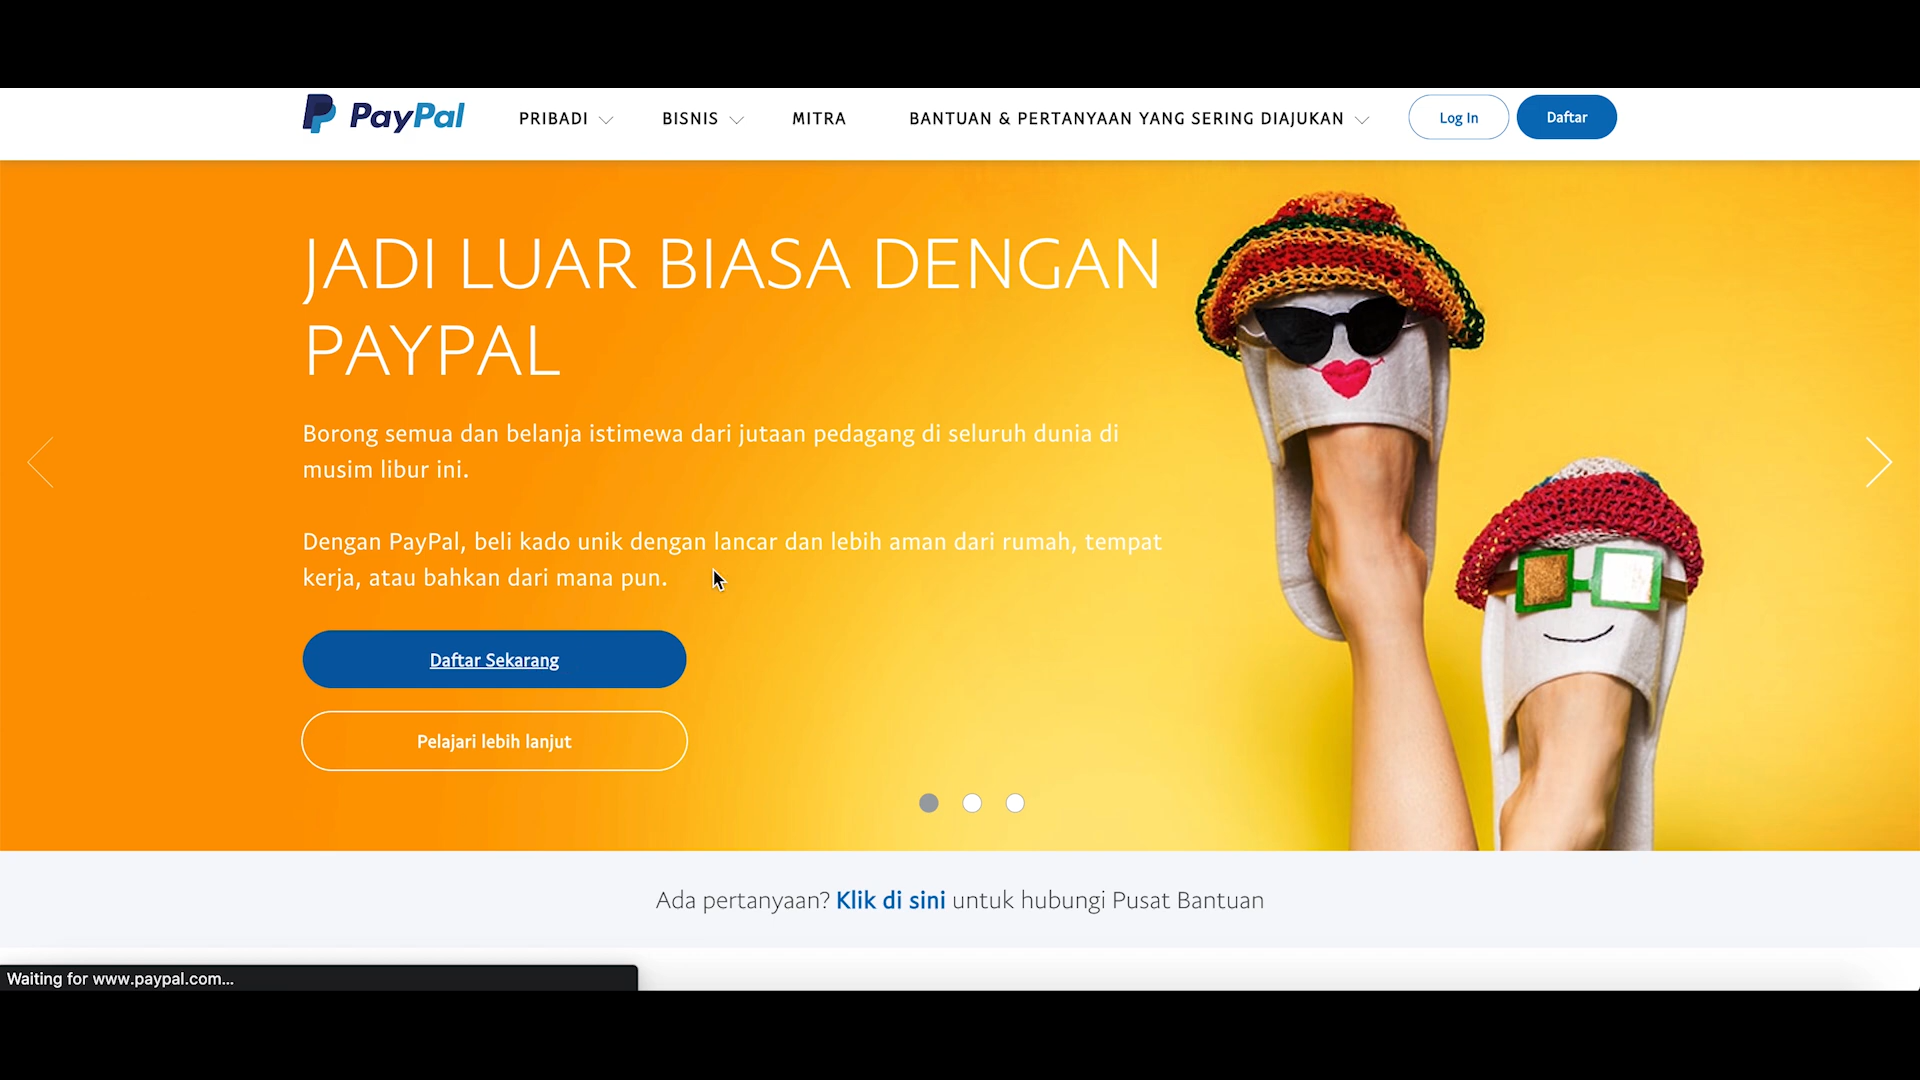 PayPal
PRIBADI
BISNIS
MITRA
BANTUAN & PERTANYAAN YANG SERING DIAJUKAN
Log In
Daftar
JADI LUAR BIASA DENGAN
PAYPAL
Borong semua dan belanja istimewa dari jutaan pedagang di seluruh dunia di
musim libur ini.
Dengan PayPal, beli kado unik dengan lancar dan lebih aman dari rumah, tempat
kerja, atau bahkan dari mana pun.
Daftar Sekarang
Pelajari lebih lanjut
Ada pertanyaan? Klik di sini untuk hubungi Pusat Bantuan
Waiting for www.paypal.com...